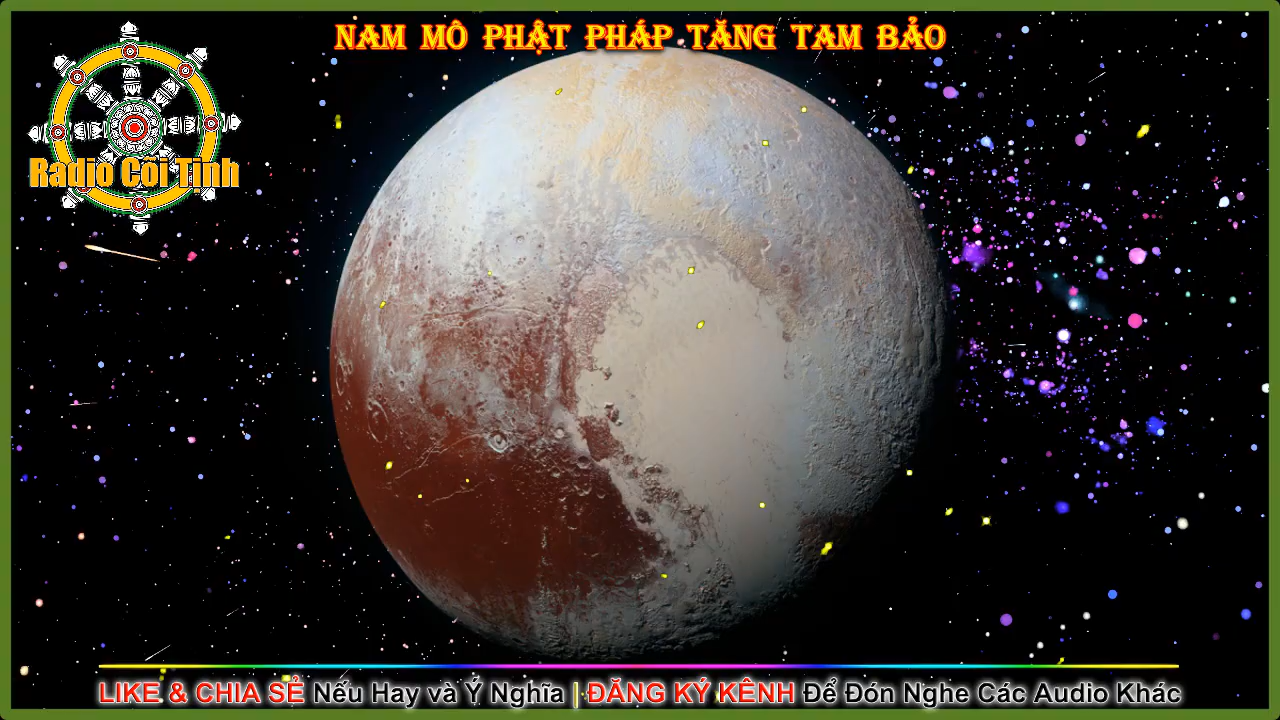 NAM MÔ PHẬT PHÁP TĂNG TAM BẢO
Radio Cõi Tịnh
LIKE & CHIA SẺ Nếu Hay và Ý Nghĩa | ĐĂNG KÝ KÊNH Để Đón Nghe Các Audio Khác